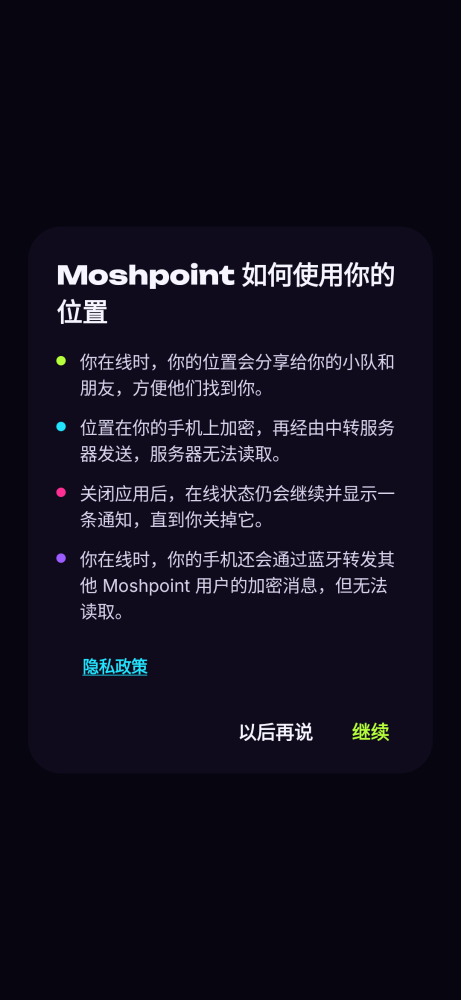 Moshpoint 如何使用你的
位置
你在线时，你的位置会分享给你的小队和
朋友，方便他们找到你。
位置在你的手机上加密，再经由中转服务
器发送，服务器无法读取。
关闭应用后，在线状态仍会继续并显示一
条通知，直到你关掉它。
你在线时，你的手机还会通过蓝牙转发其
他 Moshpoint 用户的加密消息，但无法
读取。
隐私政策
以后再说 继续